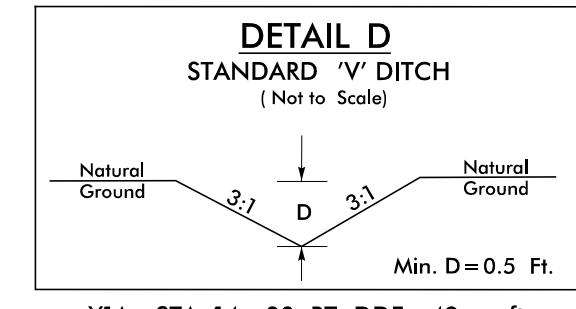 DETAIL D
STANDARD 'V' DITCH
( Not to Scale)
Natural
Ground
3:1
D
3:1
Natural
Ground
Min. D=0.5 Ft.